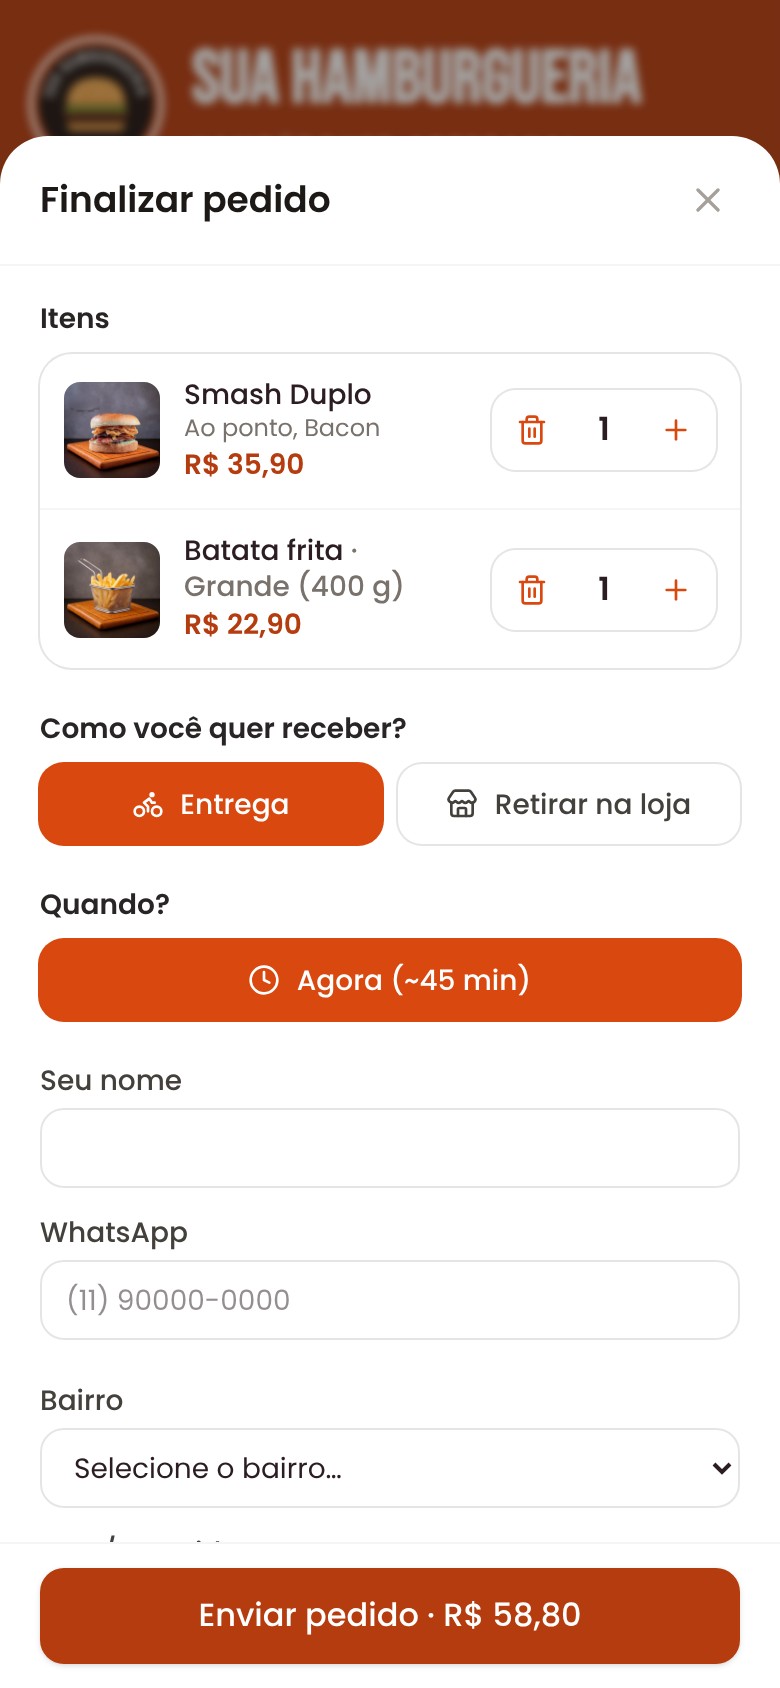 SUA HAMBURGUERIA
Finalizar pedido
Itens
Smash Duplo
Ao ponto, Bacon
R$ 35,90
1
Batata frita ·
Grande (400 g)
R$ 22,90
1
Como você quer receber?
Entrega
Retirar na loja
Quando?
Agora (~45 min)
Seu nome
WhatsApp
(11) 90000-0000
Bairro
Selecione o bairro...
Enviar pedido · R$ 58,80